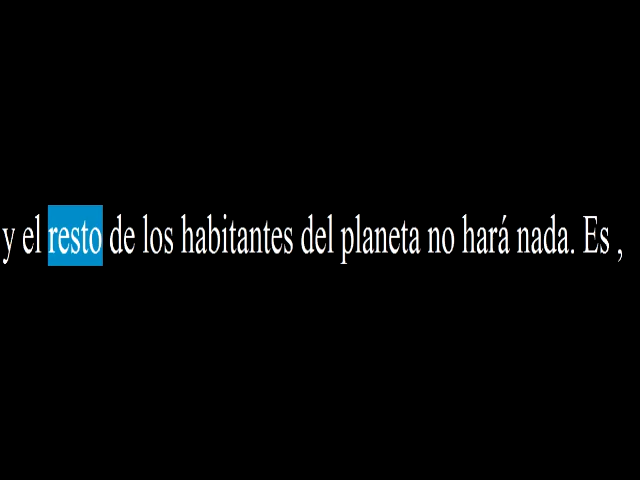 y el resto de los habitantes del planeta no hará nada. Es ,